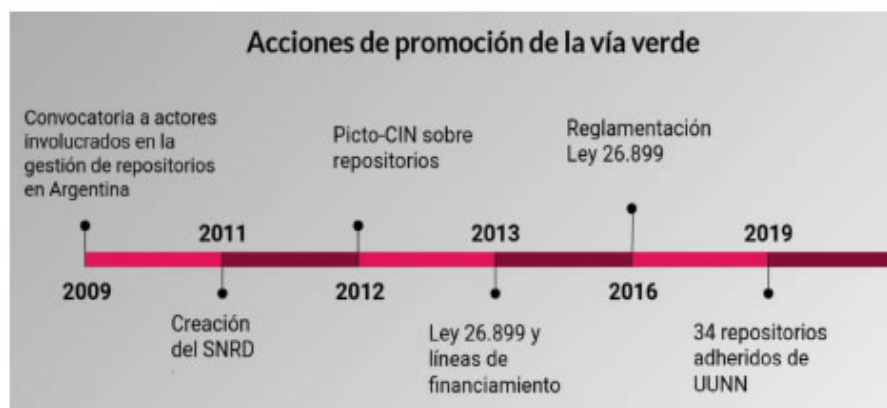 Acciones de promoción de la vía verde
Convocatoria a actores
involucrados en la
gestión de repositorios
en Argentina
2009
2011
Creación
del SNRD
Picto-CIN sobre
repositorios
2012
2013
Ley 26.899 y
líneas de
financiamiento
Reglamentación
Ley 26.899
2016
2019
34 repositorios
adheridos de
UUNN